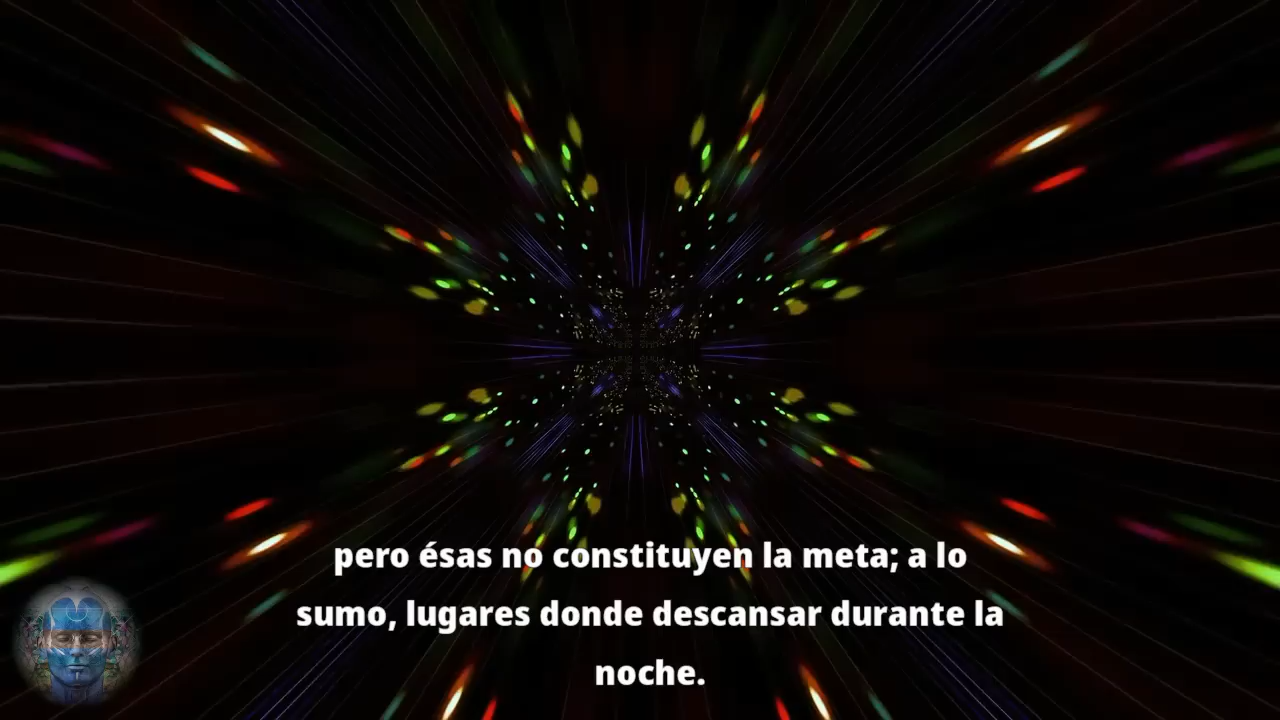 pero ésas no constituyen la meta; a lo
sumo, lugares donde descansar durante la
noche.